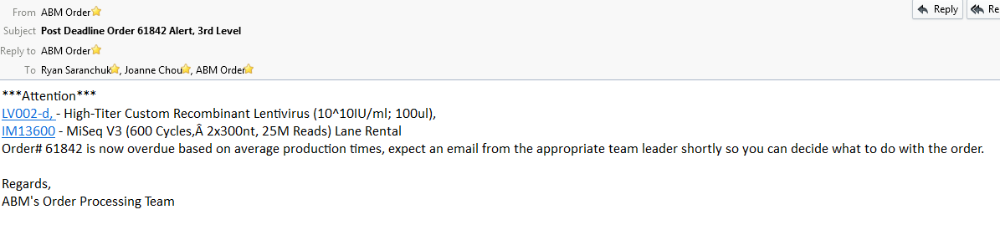 Reply
Re
From ABM Order
Subject Post Deadline Order 61842 Alert, 3rd Level
Reply to ABM Order
To Ryan Saranchuk, Joanne Chou, ABM Order
***Attention***
LV002-d, - High-Titer Custom Recombinant Lentivirus (10^10IU/ml; 100ul),
IM13600 - MiSeq V3 (600 Cycles,Â 2x300nt, 25M Reads) Lane Rental
Order# 61842 is now overdue based on average production times, expect an email from the appropriate team leader shortly so you can decide what to do with the order.
Regards,
ABM's Order Processing Team